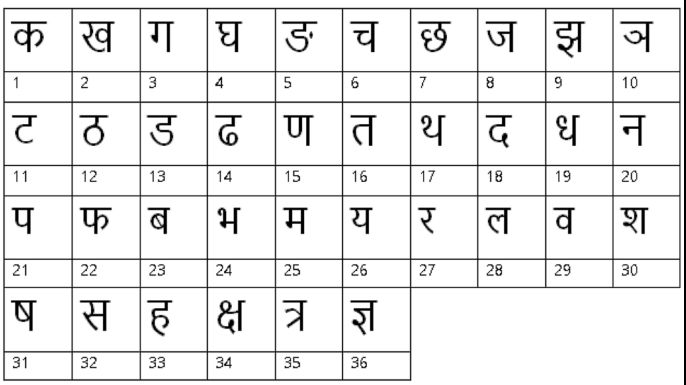 क ख ग घ ङ च छ ज झ ञ
1 2 3 4 5 6 7 8 9 10
ट ठ ड ढ ण त थ द ध न
11 12 13 14 15 16 17 18 19 20
प फ ब भ म य र ल व श
21 22 23 24 25 26 27 28 29 30
ष स ह क्ष त्र ज्ञ
31 32 33 34 35 36